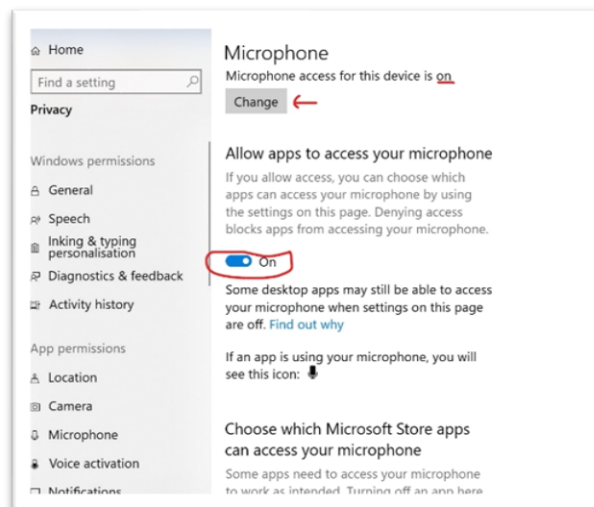 Home
Find a setting
Privacy
Windows permissions
General
Speech
Inking & typing
personalisation
Diagnostics & feedback
Activity history
App permissions
Location
Camera
Microphone
Voice activation
Notifications
Microphone
Microphone access for this device is on
Change
Allow apps to access your microphone
If you allow access, you can choose which
apps can access your microphone by using
the settings on this page. Denying access
blocks apps from accessing your microphone.
On
Some desktop apps may still be able to access
your microphone when settings on this page
are off. Find out why
If an app is using your microphone, you will
see this icon:
Choose which Microsoft Store apps
can access your microphone
Some apps need to access your microphone
to work as intended. Turning off an app here